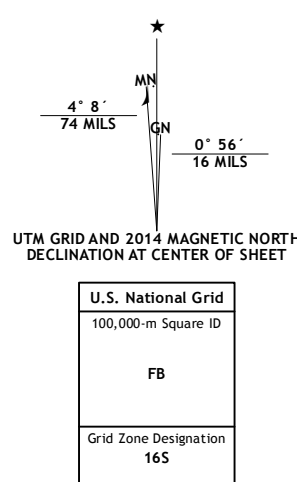 ★
MN
4° 8´
74 MILS
GN
0° 56´
16 MILS
UTM GRID AND 2014 MAGNETIC NORTH
DECLINATION AT CENTER OF SHEET
U.S. National Grid
100,000-m Square ID
FB
Grid Zone Designation
16S